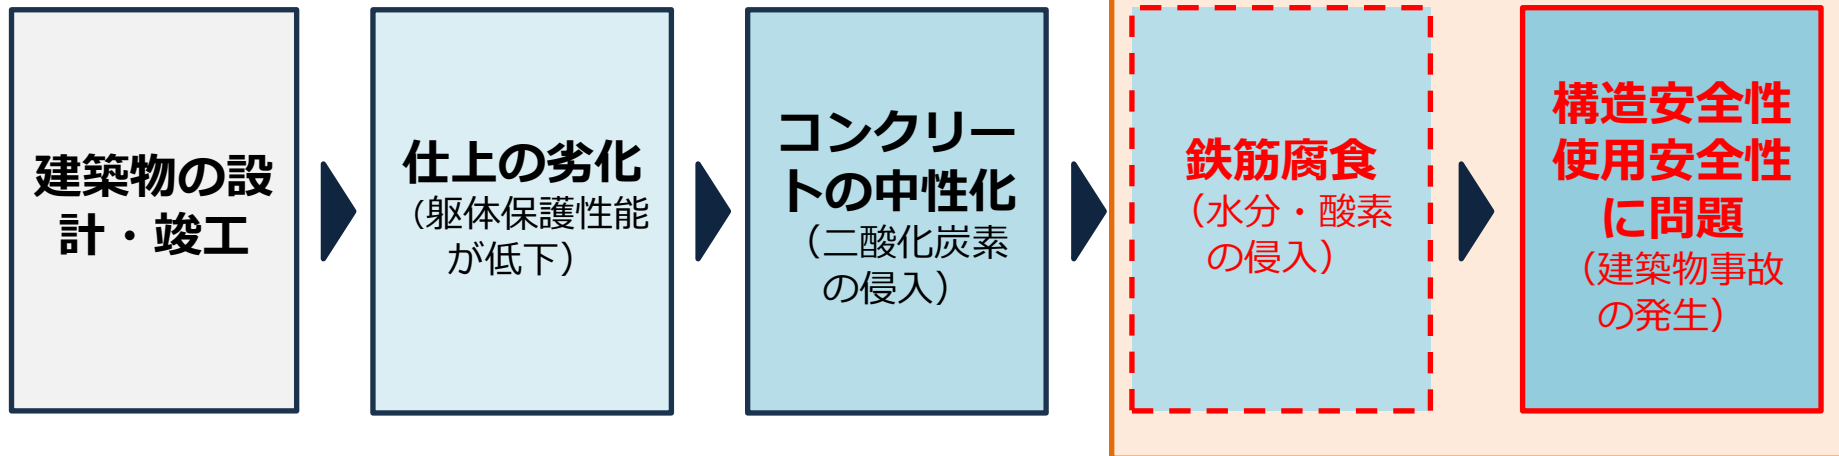 建築物の設
計・竣工
仕上の劣化
（躯体保護性能
が低下）
コンクリー
トの中性化
（二酸化炭素
の侵入）
鉄筋腐食
（水分・酸素
の侵入）
構造安全性
使用安全性
に問題
（建築物事故
の発生）